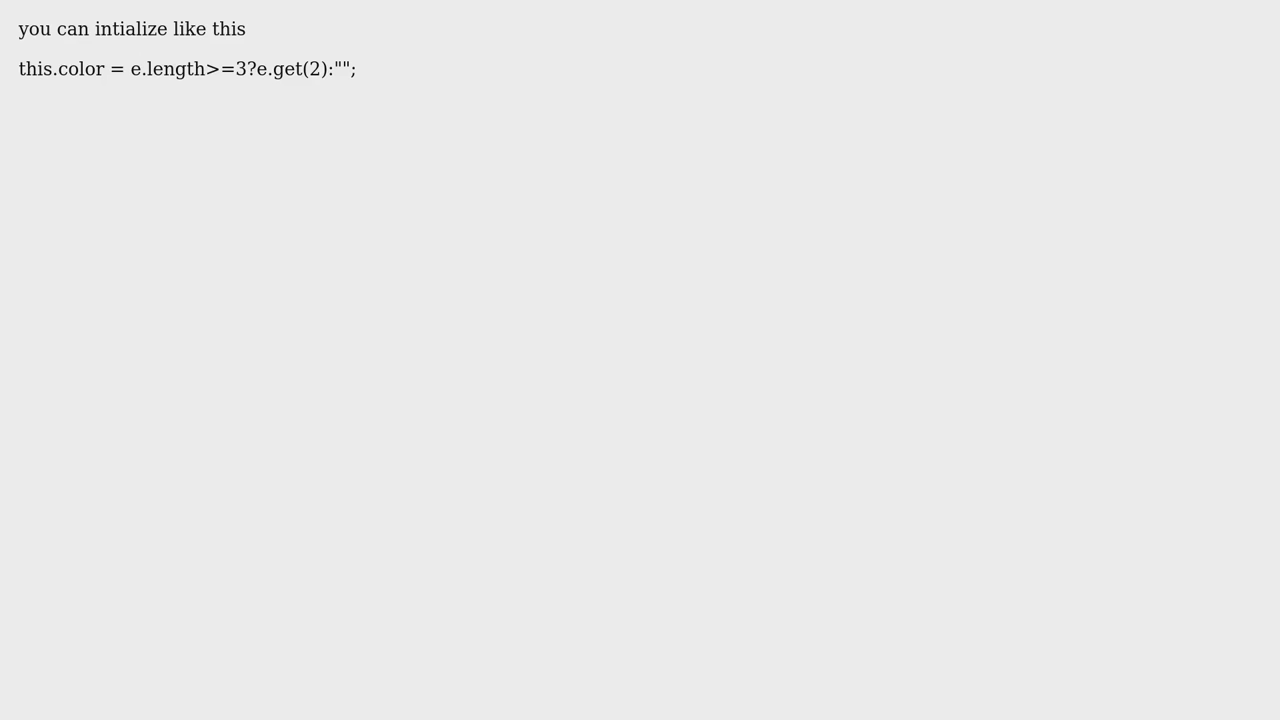 you can intialize like this
this.color = e.length>=3?e.get(2):"";